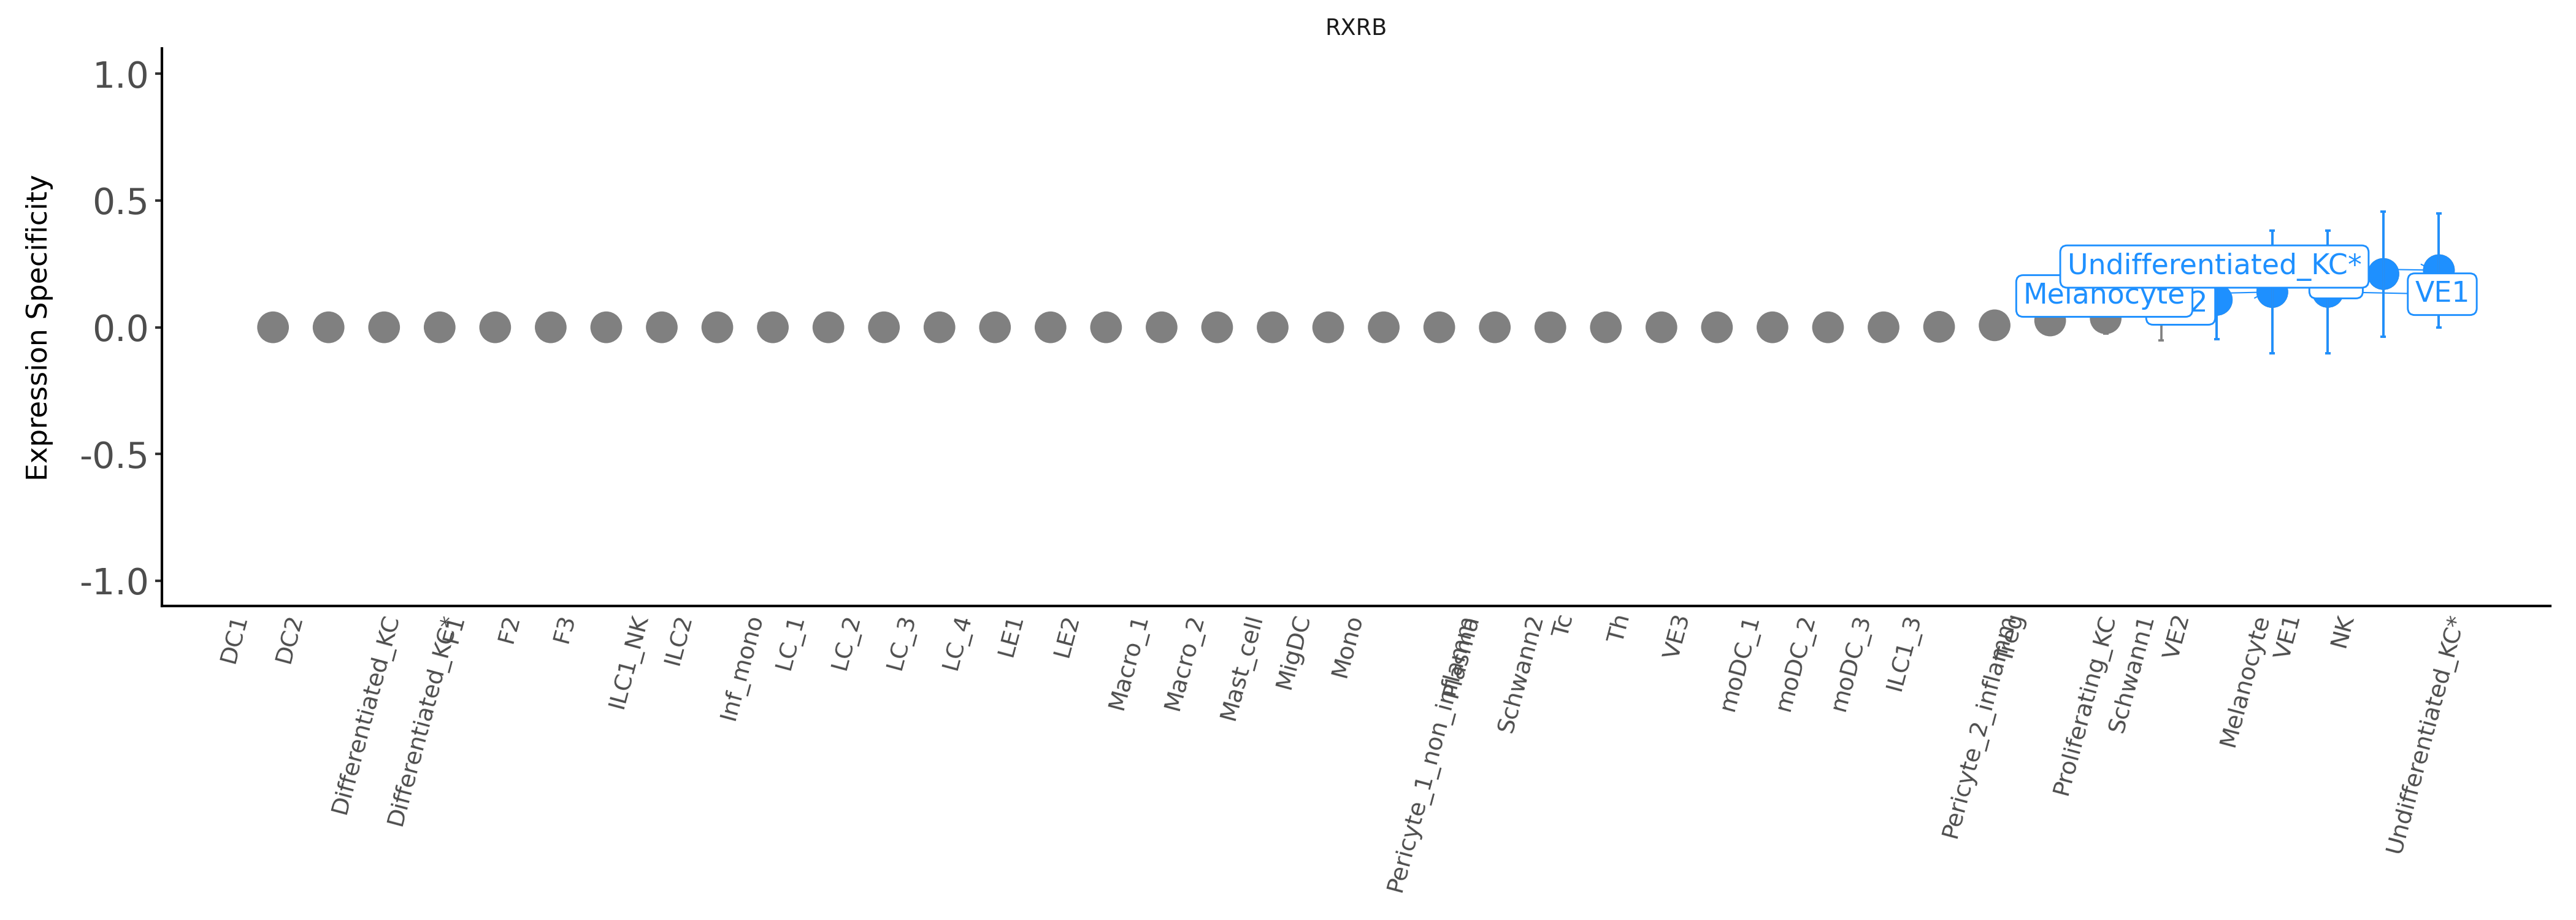 RXRB
Expression Specificity
1.0
0.5
0.0
-0.5
-1.0
Undifferentiated_KC*
Melanocyte
2
VE1
DC1
DC2
Differentiated_KC
Differentiated_KC*
F1
F2
F3
ILC1_NK
ILC2
Inf_mono
LC_1
LC_2
LC_3
LC_4
LE1
LE2
Macro_1
Macro_2
Mast_cell
MigDC
Mono
Pericyte_1_non_inflamm
Plasma
Schwann2
Tc
Th
VE3
moDC_1
moDC_2
moDC_3
ILC1_3
Pericyte_2_inflamm
Treg
Proliferating_KC
Schwann1
VE2
Melanocyte
VE1
NK
Undifferentiated_KC*